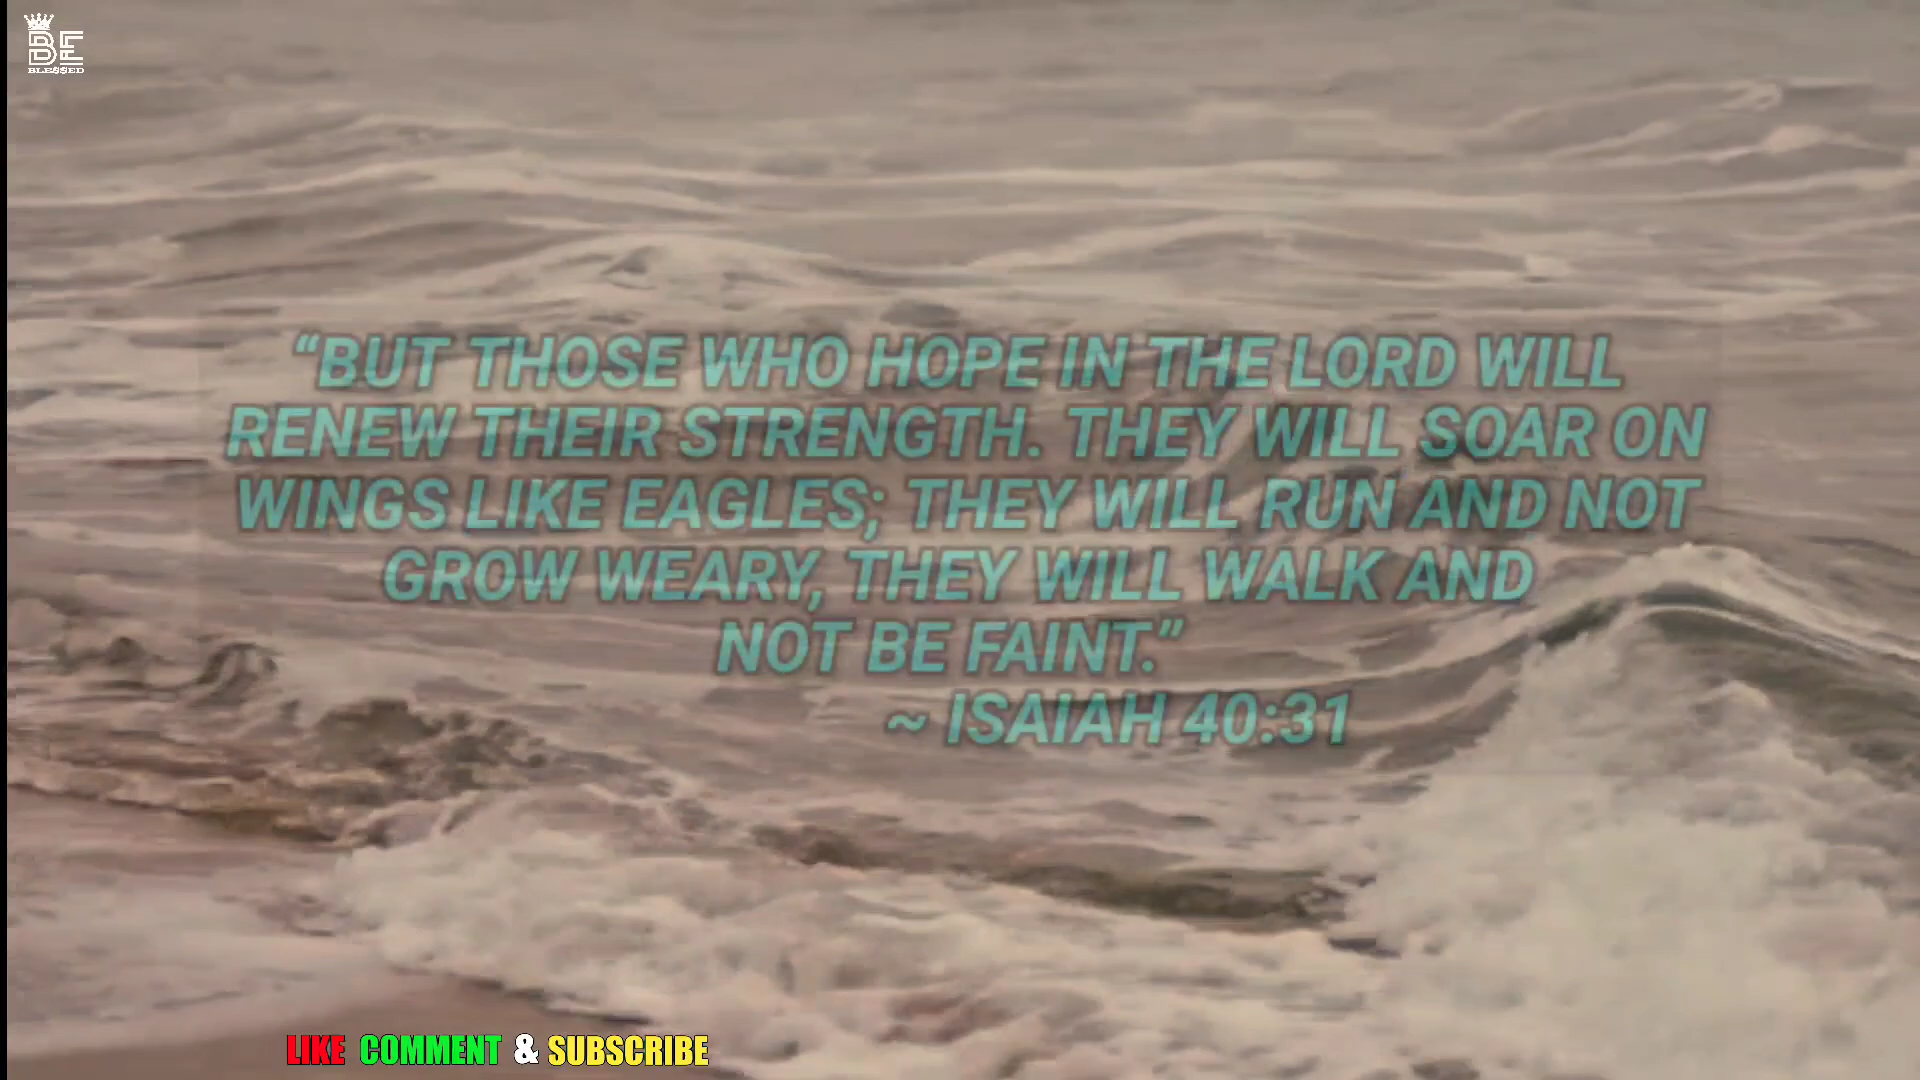 BE
BLESSED
“BUT THOSE WHO HOPE IN THE LORD WILL
RENEW THEIR STRENGTH. THEY WILL SOAR ON
WINGS LIKE EAGLES; THEY WILL RUN AND NOT
GROW WEARY, THEY WILL WALK AND
NOT BE FAINT.”
~ ISAIAH 40:31
LIKE COMMENT & SUBSCRIBE